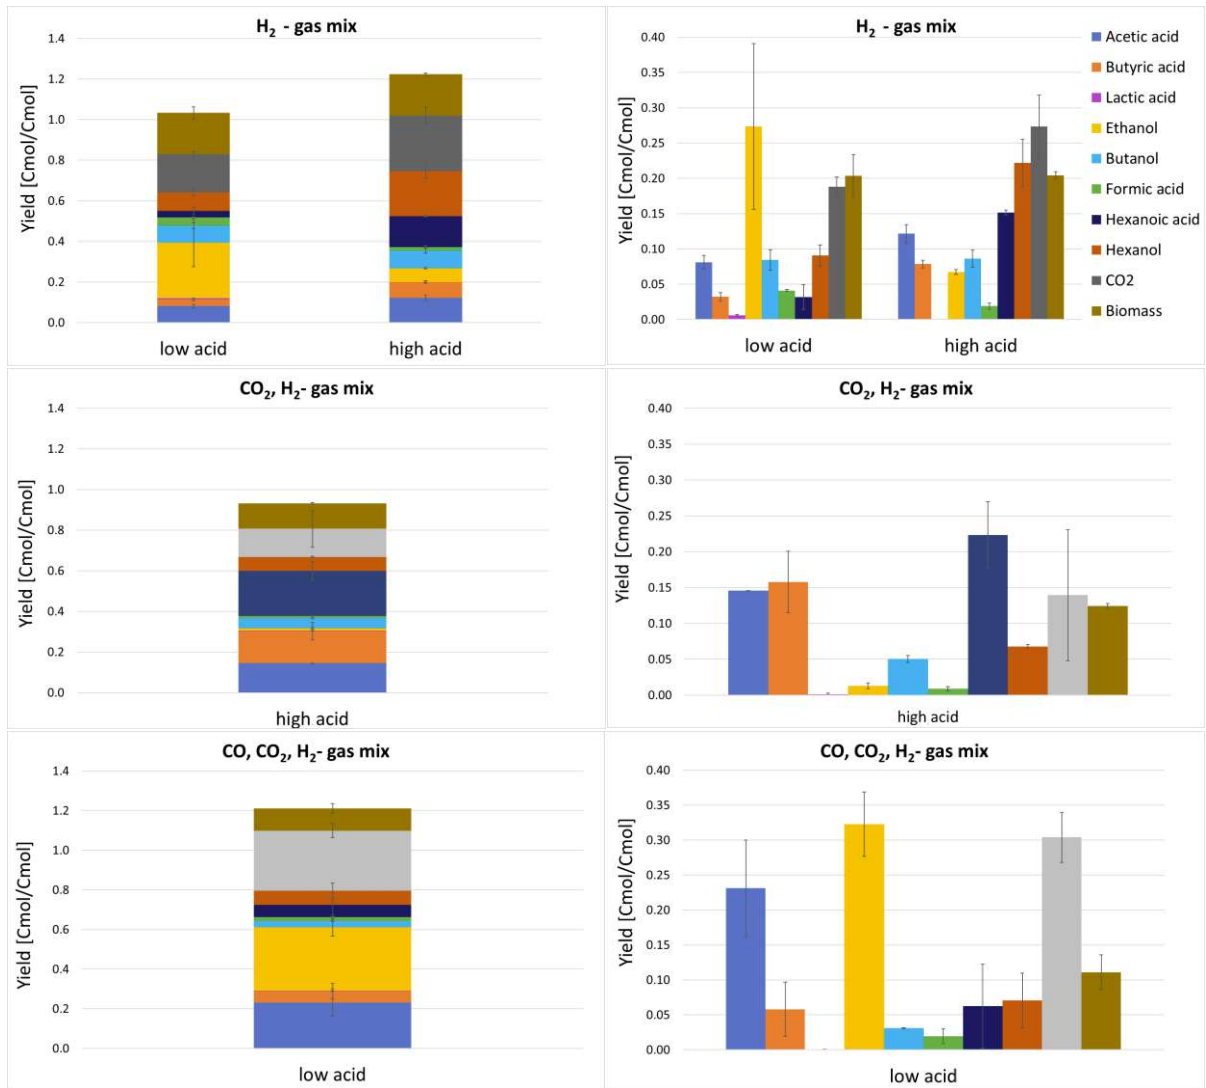 H2 - gas mix
Yield [Cmol/Cmol]
1.4
1.2
1.0
0.8
0.6
0.4
0.2
0.0
low acid
high acid
H2 - gas mix
Yield [Cmol/Cmol]
0.40
0.35
0.30
0.25
0.20
0.15
0.10
0.05
0.00
low acid
high acid
Acetic acid
Butyric acid
Lactic acid
Ethanol
Butanol
Formic acid
Hexanoic acid
Hexanol
CO2
Biomass
CO2, H2- gas mix
Yield [Cmol/Cmol]
1.4
1.2
1.0
0.8
0.6
0.4
0.2
0.0
high acid
CO2, H2- gas mix
Yield [Cmol/Cmol]
0.40
0.35
0.30
0.25
0.20
0.15
0.10
0.05
0.00
high acid
CO, CO2, H2- gas mix
Yield [Cmol/Cmol]
1.4
1.2
1.0
0.8
0.6
0.4
0.2
0.0
low acid
CO, CO2, H2- gas mix
Yield [Cmol/Cmol]
0.40
0.35
0.30
0.25
0.20
0.15
0.10
0.05
0.00
low acid